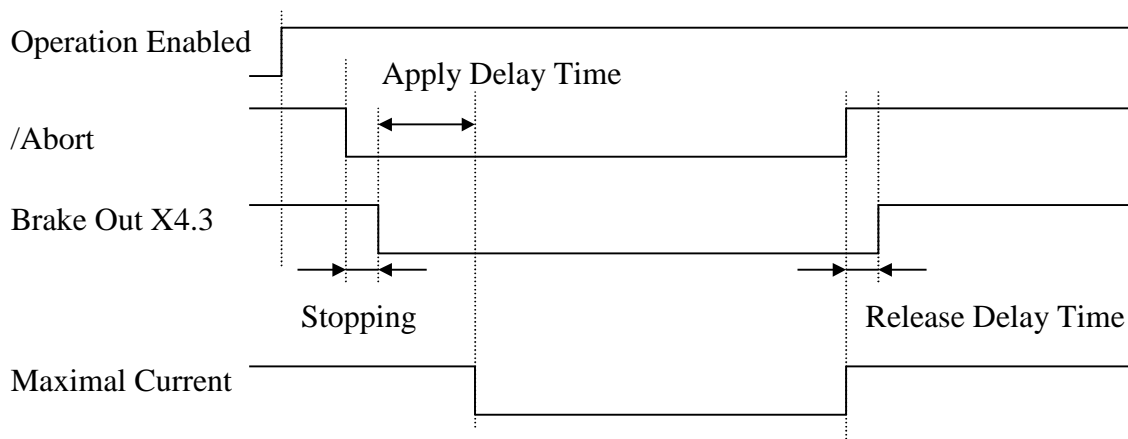 Operation Enabled
Apply Delay Time
/Abort
Brake Out X4.3
Stopping
Release Delay Time
Maximal Current